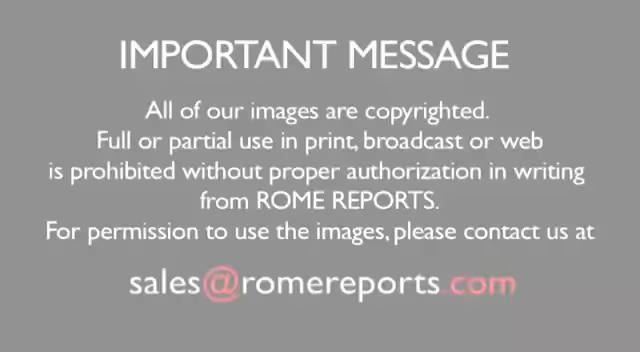 IMPORTANT MESSAGE
All of our images are copyrighted.
Full or partial use in print, broadcast or web
is prohibited without proper authorization in writing
from ROME REPORTS.
For permission to use the images, please contact us at
sales@romereports.com